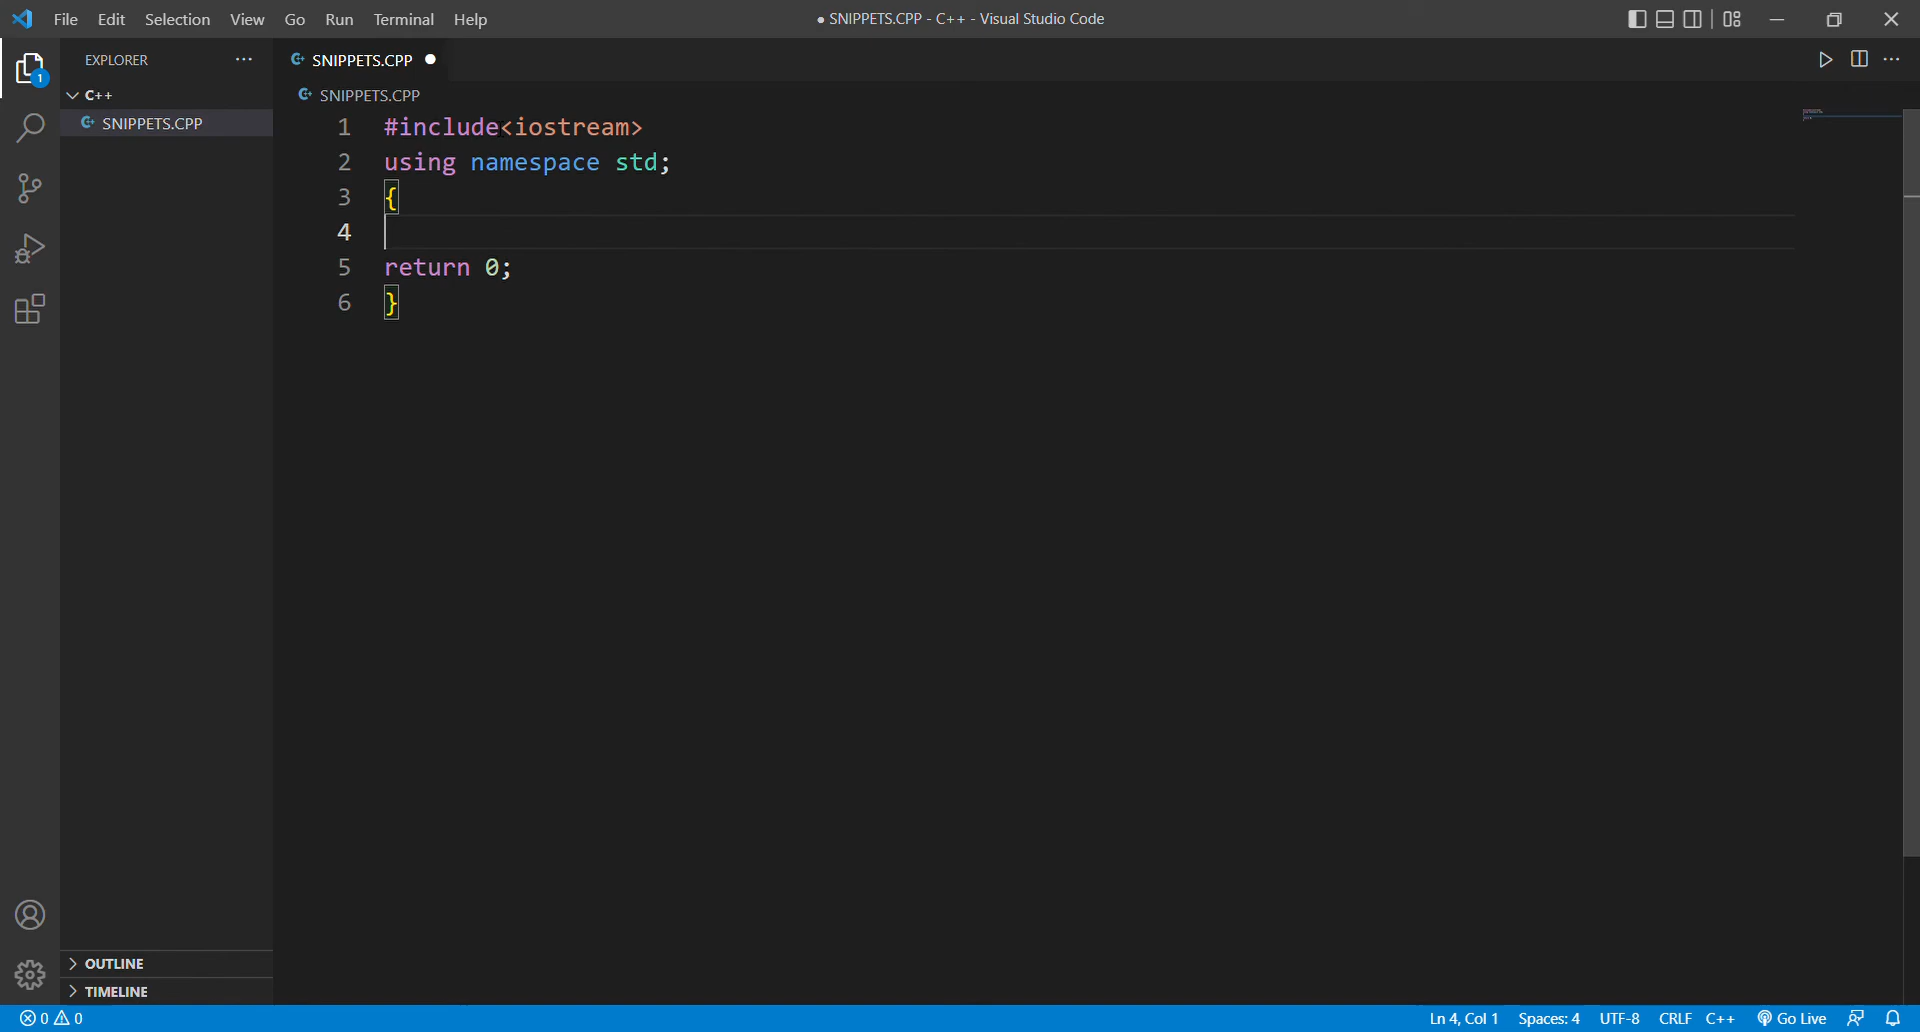 File Edit Selection View Go Run Terminal Help
● SNIPPETS.CPP - C++ - Visual Studio Code
EXPLORER
C++
SNIPPETS.CPP
1
SNIPPETS.CPP
SNIPPETS.CPP
1 #include<iostream>
2 using namespace std;
3 {
4
5 return 0;
6 }
OUTLINE
TIMELINE
0 0
Ln 4, Col 1 Spaces: 4 UTF-8 CRLF C++ Go Live